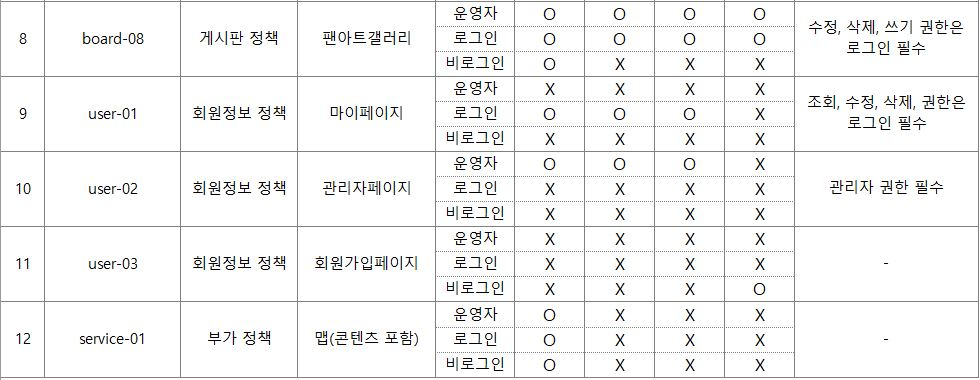 8 board-08 게시판 정책 팬아트갤러리 운영자 O O O O 수정, 삭제, 쓰기 권한은
로그인 O O O O 로그인 필수
비로그인 O X X X
9 user-01 회원정보 정책 마이페이지 운영자 X X X X 조회, 수정, 삭제, 권한은
로그인 O O O X 로그인 필수
비로그인 X X X X
10 user-02 회원정보 정책 관리자페이지 운영자 O O O X 관리자 권한 필수
로그인 X X X X
비로그인 X X X X
11 user-03 회원정보 정책 회원가입페이지 운영자 X X X X -
로그인 X X X X
비로그인 X X X O
12 service-01 부가 정책 맵(콘텐츠 포함) 운영자 O X X X -
로그인 O X X X
비로그인 O X X X